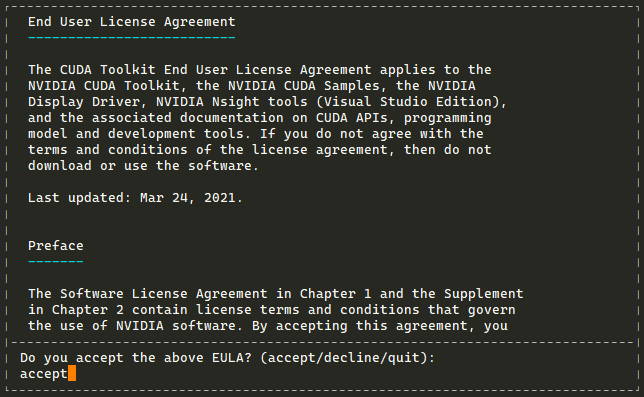 End User License Agreement
--------------------------
The CUDA Toolkit End User License Agreement applies to the
NVIDIA CUDA Toolkit, the NVIDIA CUDA Samples, the NVIDIA
Display Driver, NVIDIA Nsight tools (Visual Studio Edition),
and the associated documentation on CUDA APIs, programming
model and development tools. If you do not agree with the
terms and conditions of the license agreement, then do not
download or use the software.
Last updated: Mar 24, 2021.
Preface
-------
The Software License Agreement in Chapter 1 and the Supplement
in Chapter 2 contain license terms and conditions that govern
the use of NVIDIA software. By accepting this agreement, you
Do you accept the above EULA? (accept/decline/quit):
accept